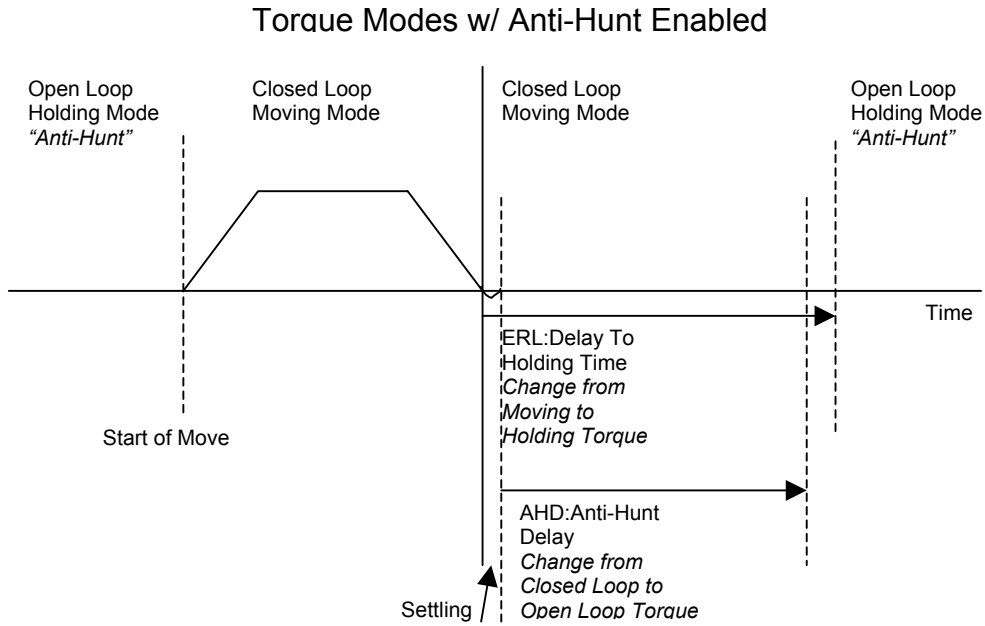 Torque Modes w/ Anti-Hunt Enabled
Open Loop
Holding Mode
“Anti-Hunt”
Closed Loop
Moving Mode
Closed Loop
Moving Mode
Open Loop
Holding Mode
“Anti-Hunt”
Time
ERL:Delay To
Holding Time
Change from
Moving to
Holding Torque
Start of Move
AHD:Anti-Hunt
Delay
Change from
Closed Loop to
Open Loop Torque
Settling